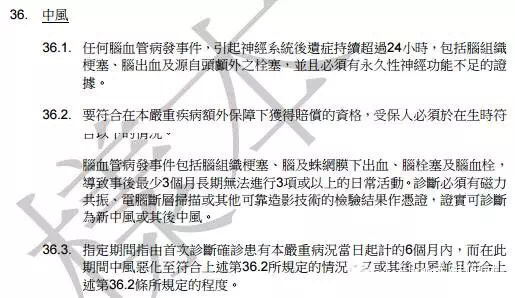 36. 中風
36.1. 任何腦血管病發事件，引起神經系統後遺症持續超過24小時，包括腦組織
梗塞、腦出血及源自頭顱外之栓塞，並且必須有永久性神經功能不足的證
據。
36.2. 要符合在本嚴重疾病額外保障下獲得賠償的資格，受保人必須於在生時符
合以下的情況。
腦血管病發事件包括腦組織梗塞、腦及蛛網膜下出血、腦栓塞及腦血栓，
導致事後最少3個月長期無法進行3項或以上的日常活動。診斷必須有磁力
共振、電腦斷層掃描或其他可靠造影技術的檢驗結果作憑證，證實可診斷
為新中風或其後中風。
36.3. 指定期間指由首次診斷確診患有本嚴重病況當日起計的6個月內，而在此
期間中風惡化至符合上述第36.2所規定的情況，又或其後中風並且符合上
述第36.2條所規定的程度。
樣本